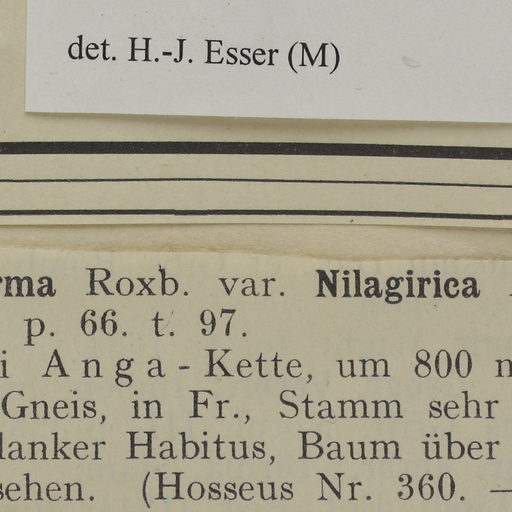 det. H.-J. Esser (M)
rma Roxb. var. Nilagirica
p. 66. t. 97.
i Anga-Kette, um 800 m
Gneis, in Fr., Stamm sehr
lanker Habitus, Baum über
sehen. (Hosseus Nr. 360. —